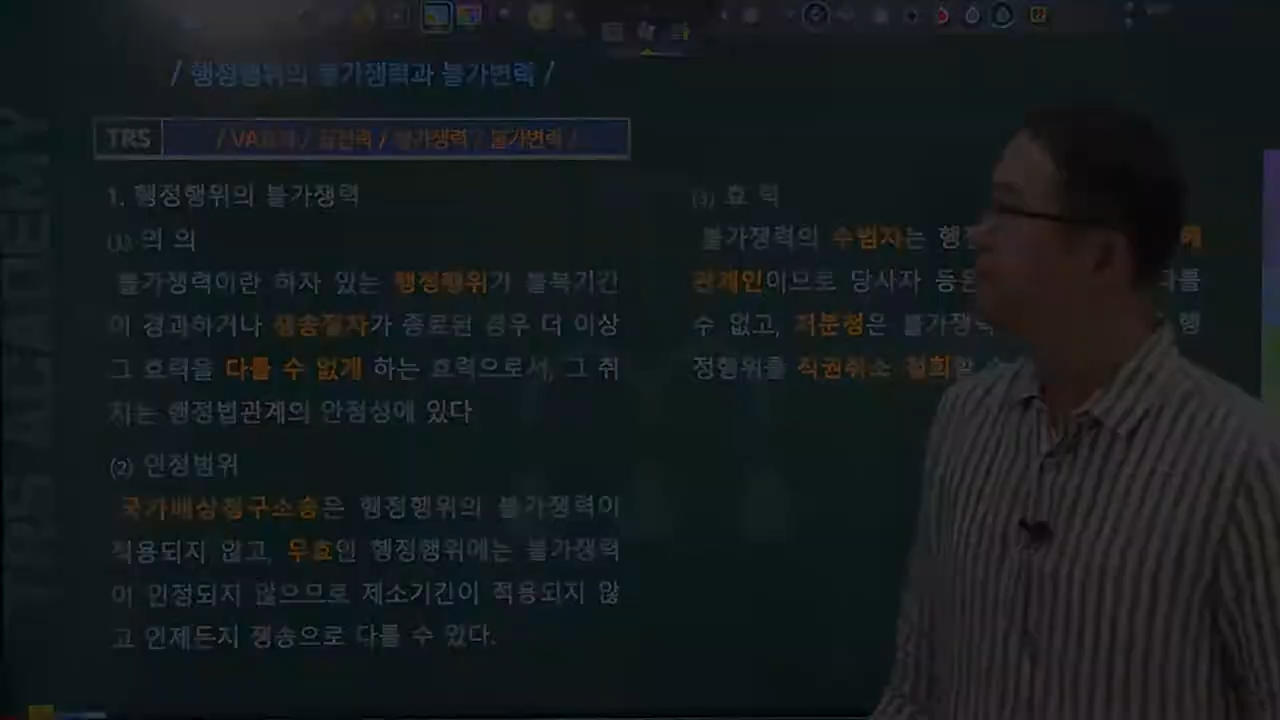 / 행정행위의 불가쟁력과 불가변력 /
TRS
/ VA효과 / 공정력 / 불가쟁력 / 불가변력 /
1. 행정행위의 불가쟁력
(1) 의 의
불가쟁력이란 하자 있는 행정행위가 불복기간
이 경과하거나 쟁송절차가 종료된 경우 더 이상
그 효력을 다툴 수 없게 하는 효력으로서, 그 취
지는 행정법관계의 안정성에 있다
(2) 인정범위
국가배상청구소송은 행정행위의 불가쟁력이
적용되지 않고, 무효인 행정행위에는 불가쟁력
이 인정되지 않으므로 제소기간이 적용되지 않
고 언제든지 쟁송으로 다툴 수 있다.
(3) 효 력
불가쟁력의 수범자는
관계인이므로 당사자 등은 다툴
수 없고, 처분청은 불가쟁력 행
정행위를 직권취소 철회할 수
TRS ACADEMY